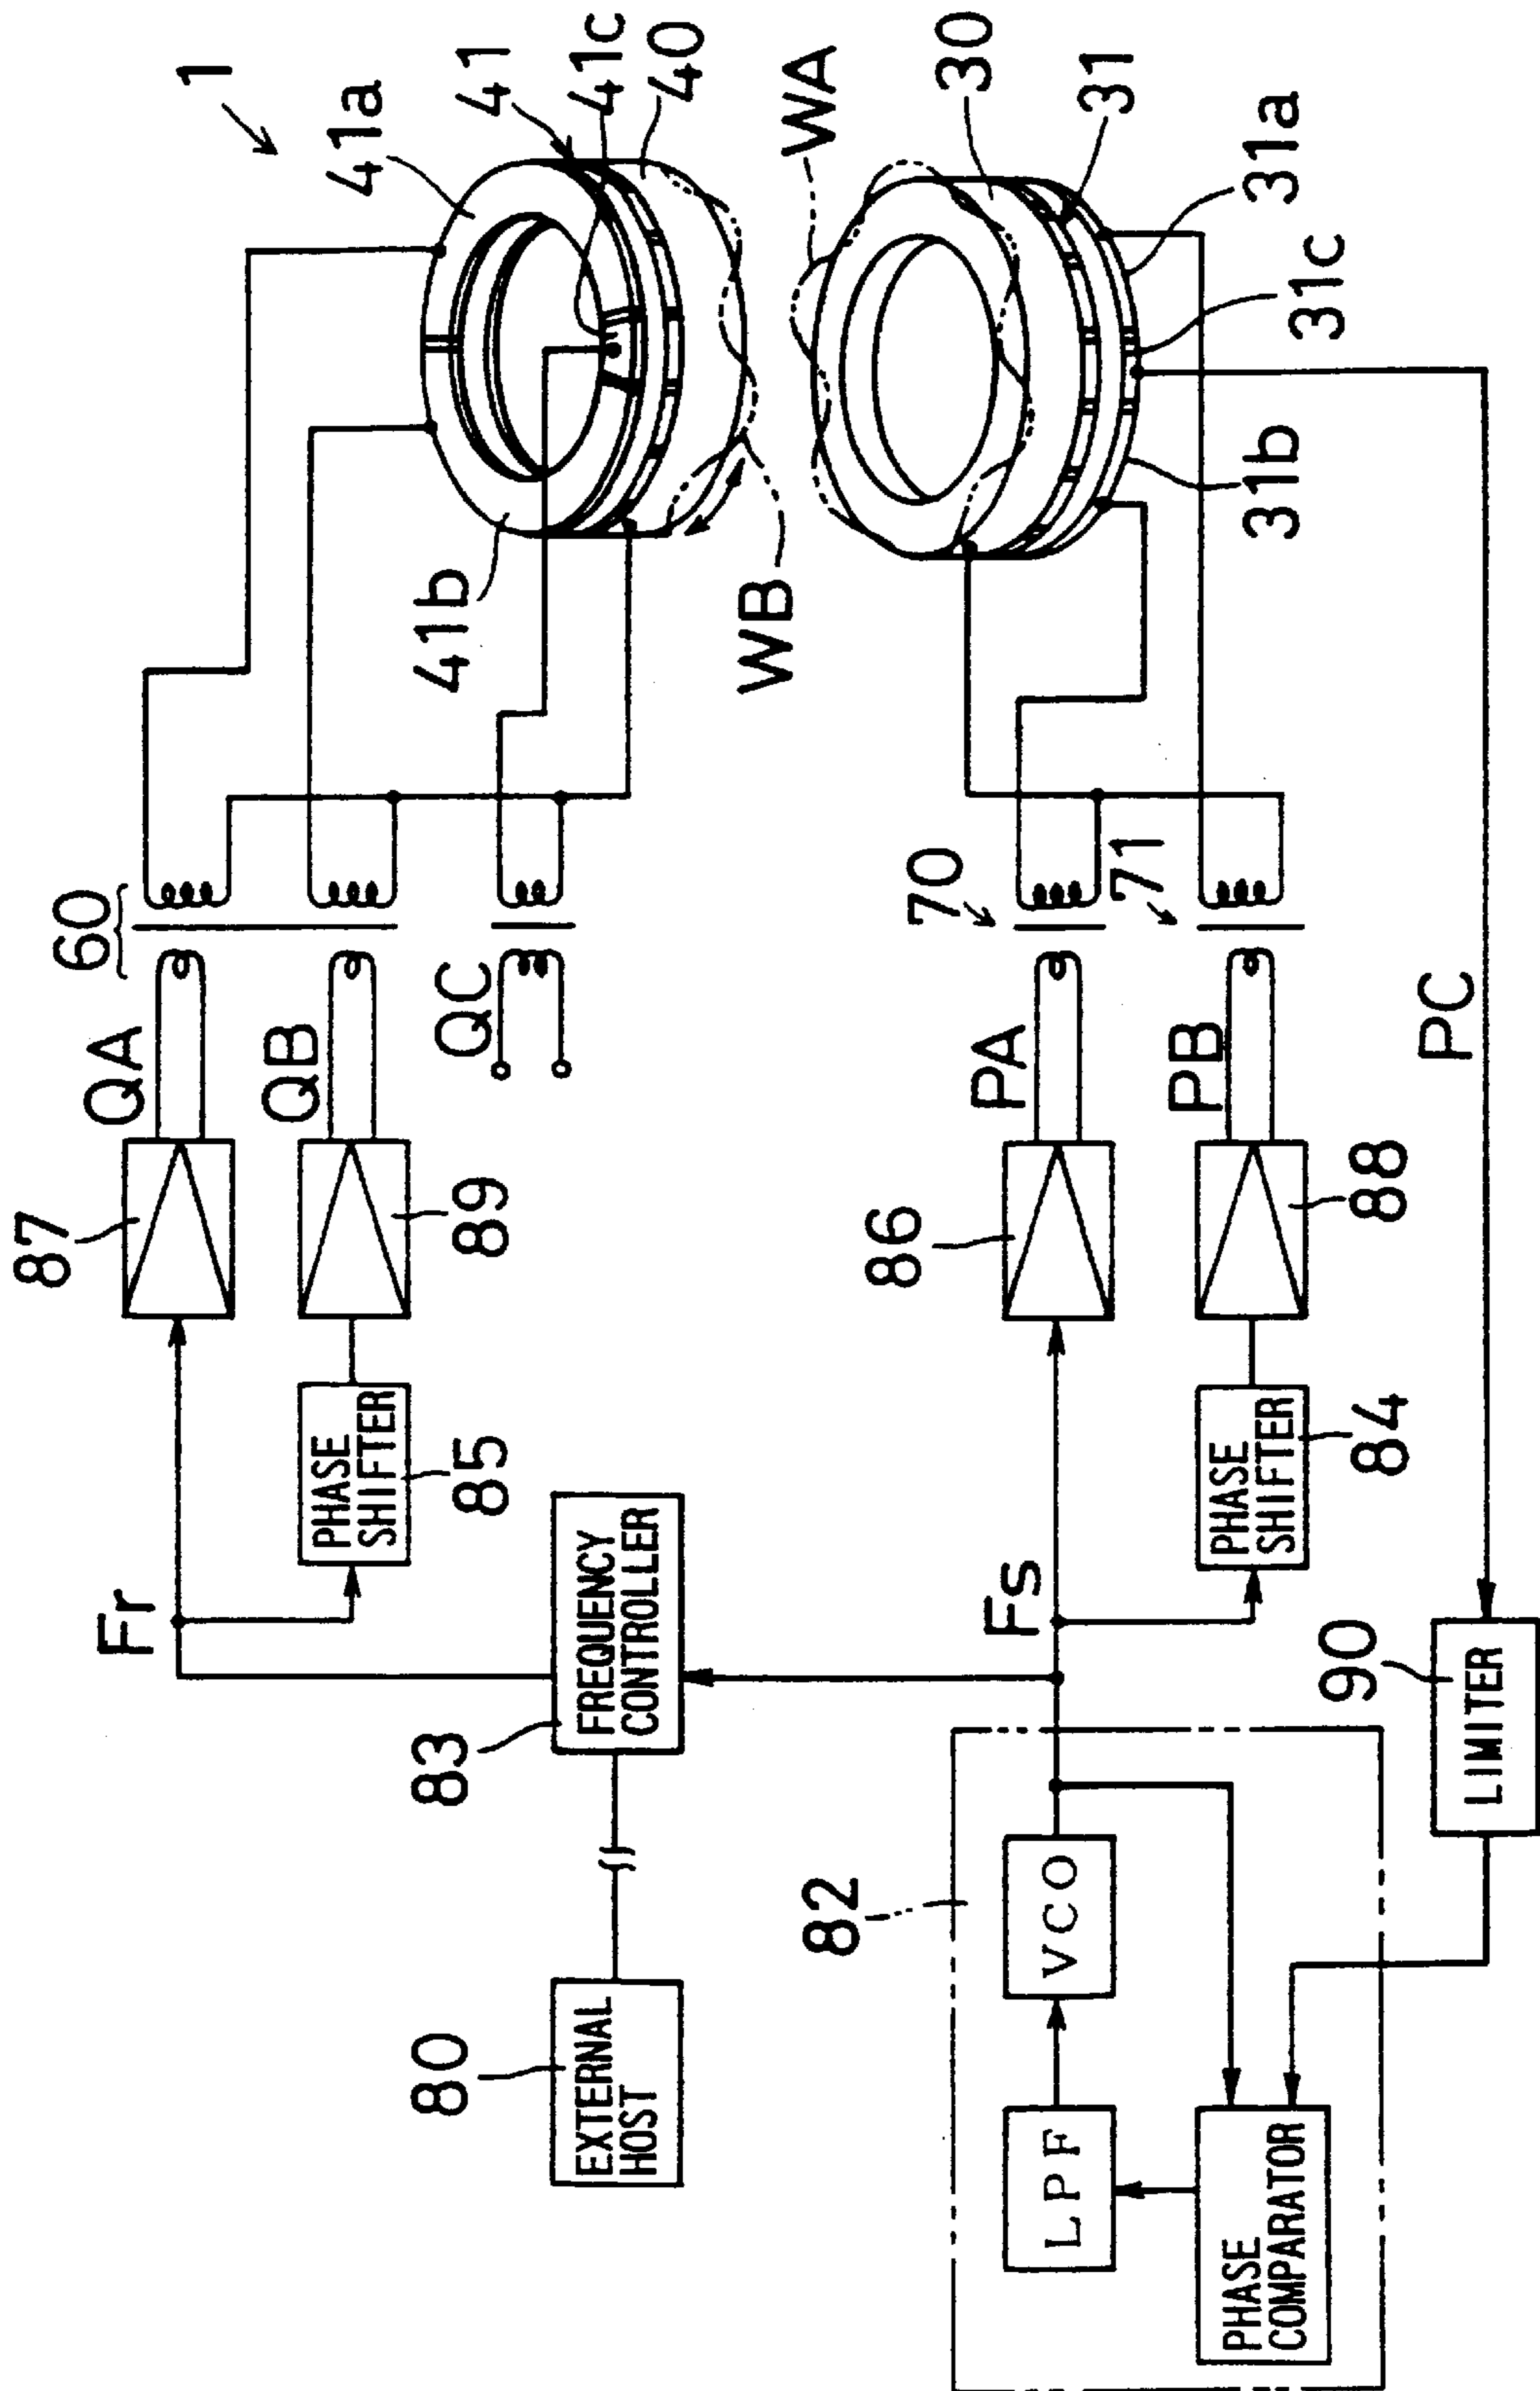 1
41a
41
41c
40
41b
WB
WA
30
31
31a
31c
31b
60
QA
QB
QC
70
71
PA
PB
PC
87
89
86
88
PHASE
SHIFTER
85
PHASE
SHIFTER
84
Fr
Fs
FREQUENCY
CONTROLLER
83
EXTERNAL
HOST
80
82
VCO
LPF
PHASE
COMPARATOR
LIMITER
90